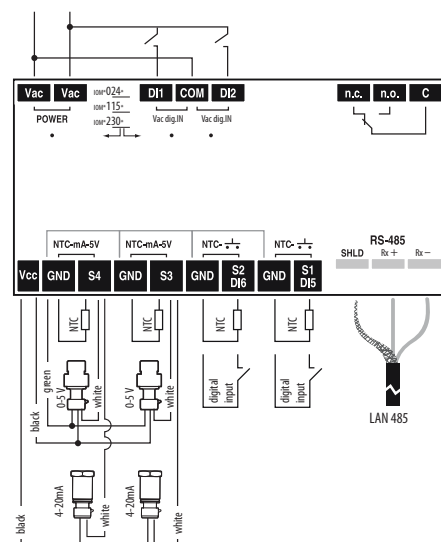 Vac Vac IOM*024* DI1 COM DI2 n.c. n.o. C
IOM*115*
POWER IOM*230* Vac dig.IN Vac dig.IN
NTC-mA-5V NTC-mA-5V NTC- NTC- RS-485
SHLD Rx + Rx -
Vcc GND S4 GND S3 GND S2 DI6 GND S1 DI5
NTC NTC NTC NTC
green 0-5 V white 0-5 V white digital input digital input
black LAN 485
black 4-20mA white 4-20mA white